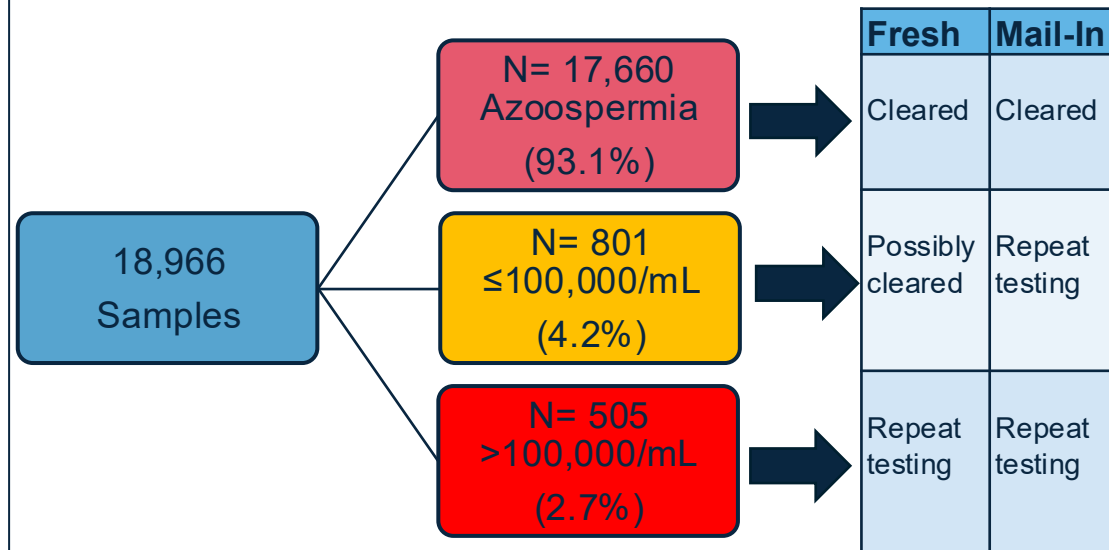 18,966
Samples
N= 17,660
Azoospermia
(93.1%)
N= 801
≤100,000/mL
(4.2%)
N= 505
>100,000/mL
(2.7%)
Fresh Mail-In
Cleared Cleared
Possibly Repeat
cleared testing
Repeat Repeat
testing testing